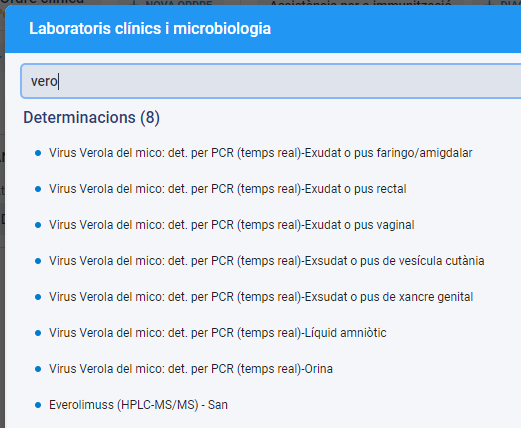 NOVA ORDRE
Assistència per a immunització
Laboratoris clínics i microbiologia
vero
Determinacions (8)
Virus Verola del mico: det. per PCR (temps real)-Exudat o pus faringo/amigdalar
Virus Verola del mico: det. per PCR (temps real)-Exudat o pus rectal
Virus Verola del mico: det. per PCR (temps real)-Exudat o pus vaginal
Virus Verola del mico: det. per PCR (temps real)-Exsudat o pus de vesícula cutània
Virus Verola del mico: det. per PCR (temps real)-Exsudat o pus de xancre genital
Virus Verola del mico: det. per PCR (temps real)-Líquid amniòtic
Virus Verola del mico: det. per PCR (temps real)-Orina
Everolimuss (HPLC-MS/MS) - San